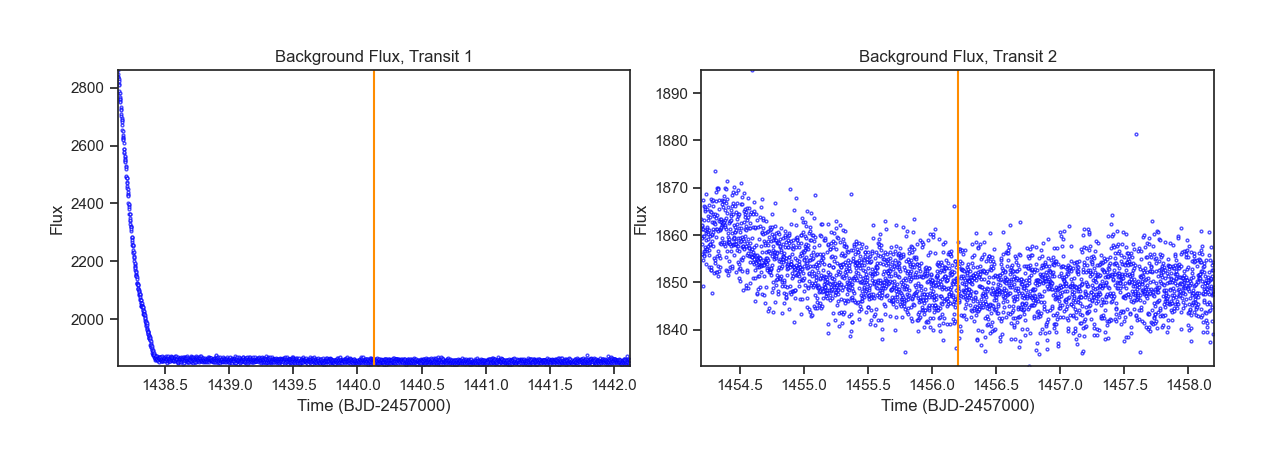 Background Flux, Transit 1
Flux
2800
2600
2400
2200
2000
1438.5 1439.0 1439.5 1440.0 1440.5 1441.0 1441.5 1442.0
Time (BJD-2457000)
Background Flux, Transit 2
Flux
1890
1880
1870
1860
1850
1840
1454.5 1455.0 1455.5 1456.0 1456.5 1457.0 1457.5 1458.0
Time (BJD-2457000)